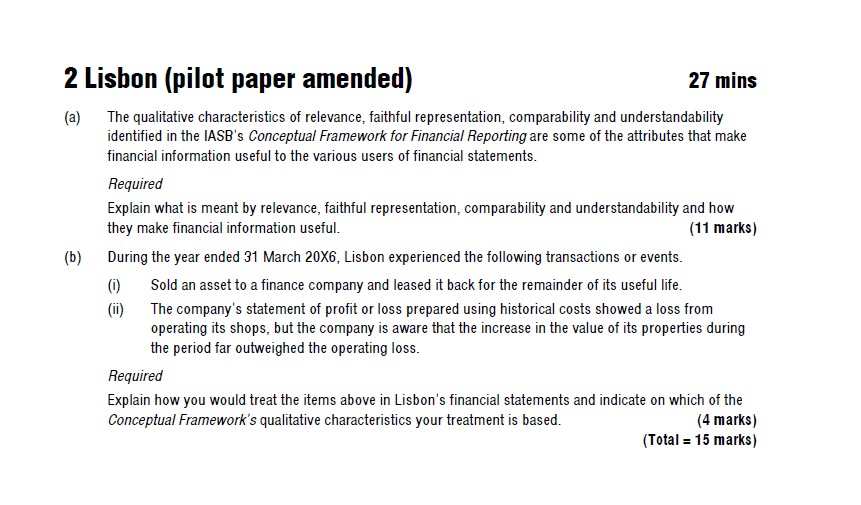 2 Lisbon (pilot paper amended) 27 mins
(a) The qualitative characteristics of relevance, faithful representation, comparability and understandability
identified in the IASB's Conceptual Framework for Financial Reporting are some of the attributes that make
financial information useful to the various users of financial statements.
Required
Explain what is meant by relevance, faithful representation, comparability and understandability and how
they make financial information useful. (11 marks)
(b) During the year ended 31 March 20X6, Lisbon experienced the following transactions or events.
(i) Sold an asset to a finance company and leased it back for the remainder of its useful life.
(ii) The company's statement of profit or loss prepared using historical costs showed a loss from
operating its shops, but the company is aware that the increase in the value of its properties during
the period far outweighed the operating loss.
Required
Explain how you would treat the items above in Lisbon's financial statements and indicate on which of the
Conceptual Framework's qualitative characteristics your treatment is based. (4 marks)
(Total = 15 marks)